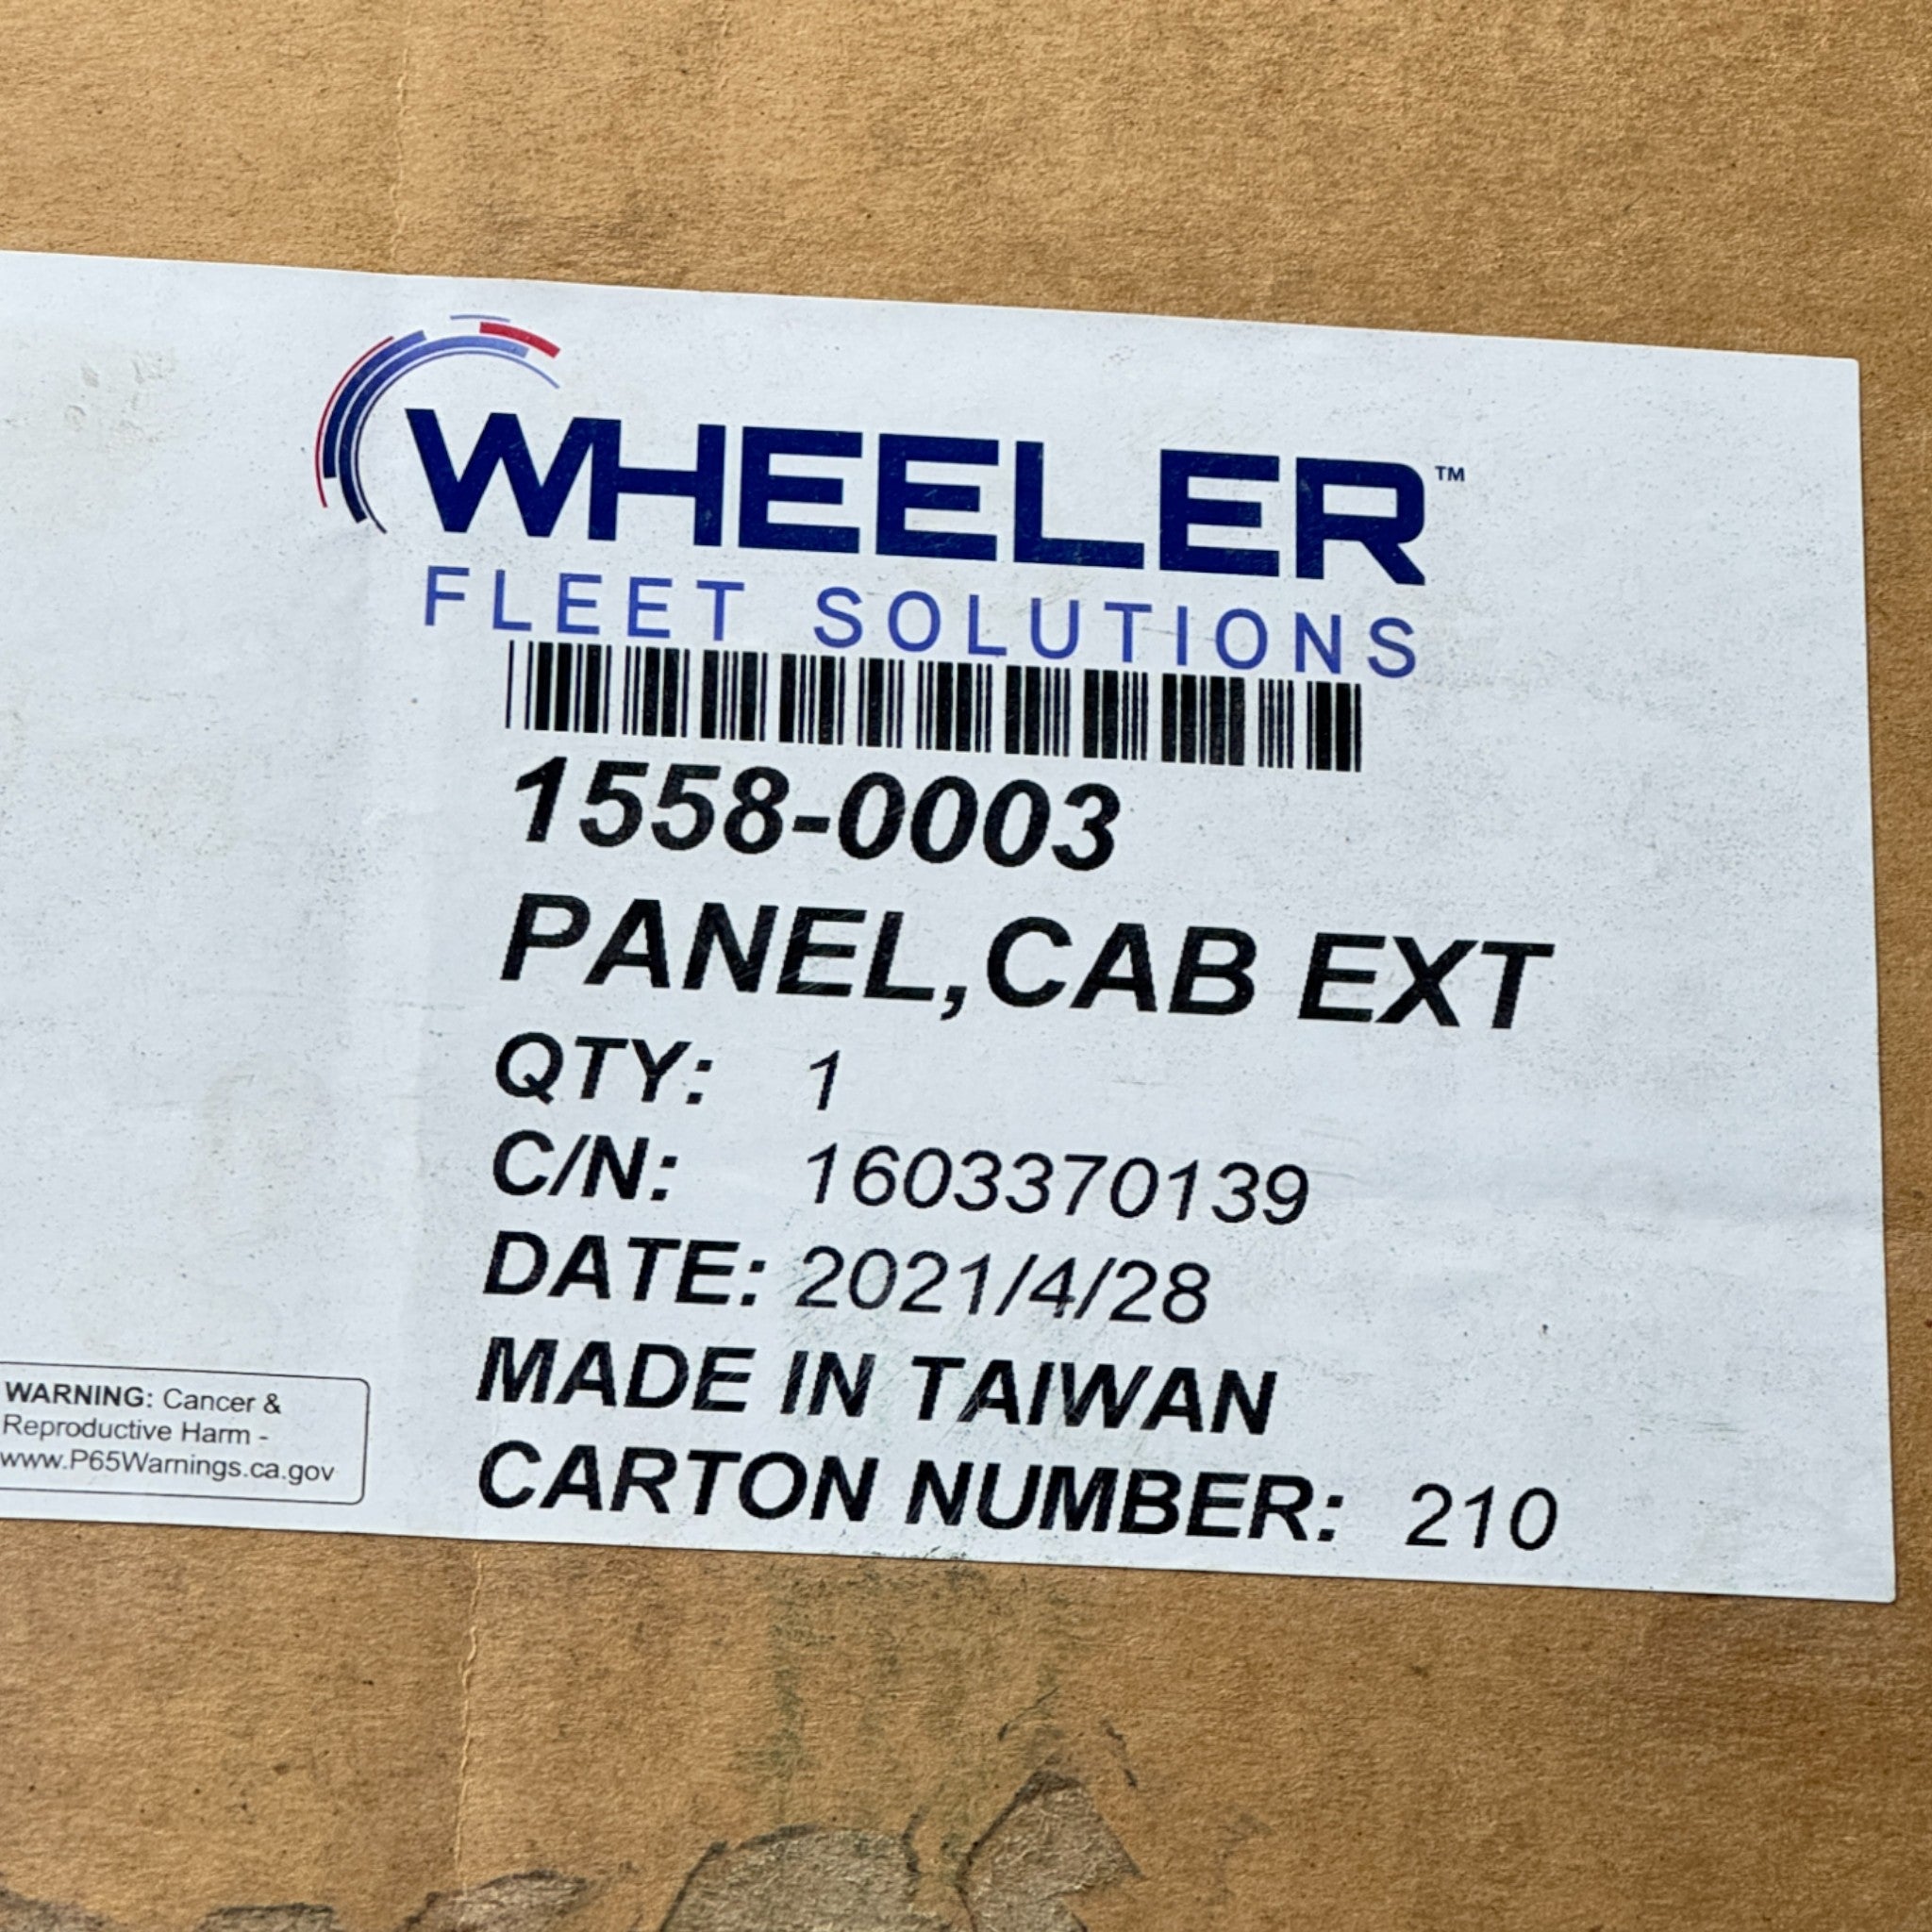 WHEELER™
FLEET SOLUTIONS
1558-0003
PANEL,CAB EXT
QTY: 1
C/N: 1603370139
DATE: 2021/4/28
MADE IN TAIWAN
CARTON NUMBER: 210
WARNING: Cancer &
Reproductive Harm -
www.P65Warnings.ca.gov